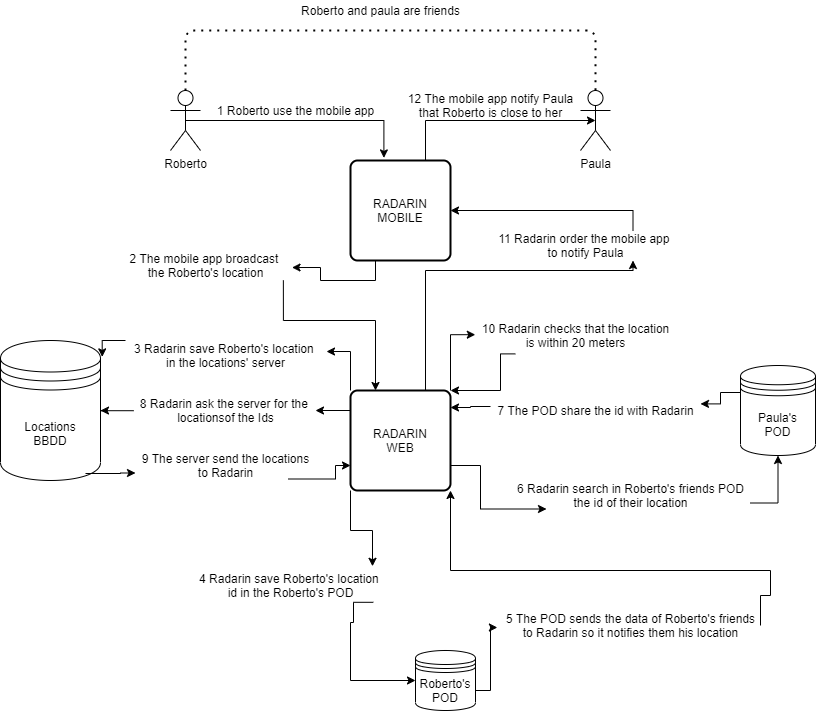 Roberto and paula are friends
1 Roberto use the mobile app
12 The mobile app notify Paula
that Roberto is close to her
Roberto
Paula
RADARIN
MOBILE
11 Radarin order the mobile app
to notify Paula
2 The mobile app broadcast
the Roberto's location
10 Radarin checks that the location
is within 20 meters
3 Radarin save Roberto's location
in the locations' server
8 Radarin ask the server for the
locationsof the Ids
7 The POD share the id with Radarin
Paula's
POD
Locations
BBDD
RADARIN
WEB
9 The server send the locations
to Radarin
6 Radarin search in Roberto's friends POD
the id of their location
4 Radarin save Roberto's location
id in the Roberto's POD
5 The POD sends the data of Roberto's friends
to Radarin so it notifies them his location
Roberto's
POD